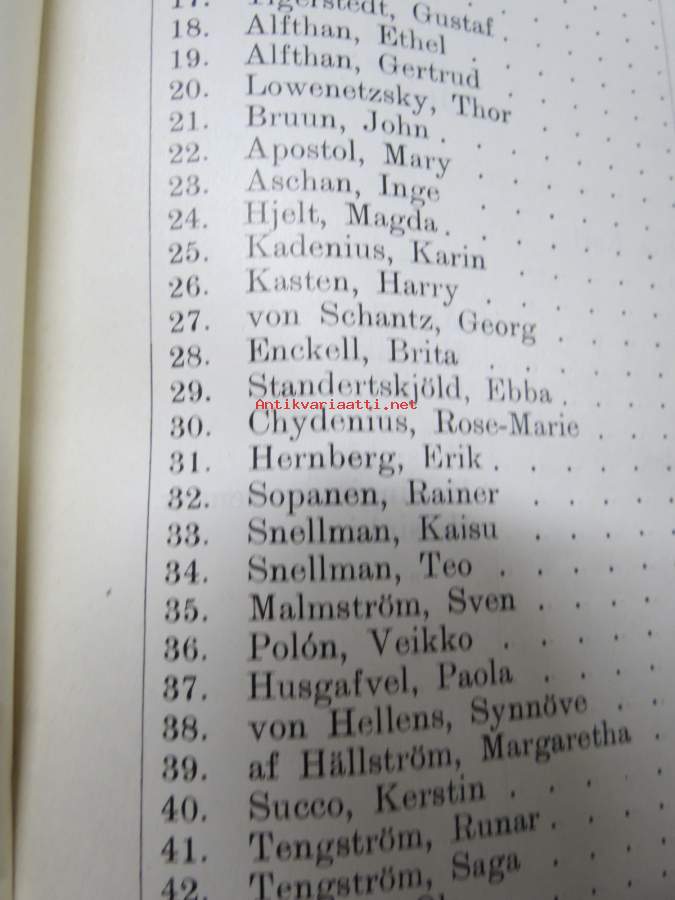 17. Tigerstedt, Gustaf
18. Alfthan, Ethel
19. Alfthan, Gertrud
20. Lowenetzsky, Thor
21. Bruun, John
22. Apostol, Mary
23. Aschan, Inge
24. Hjelt, Magda
25. Kadenius, Karin
26. Kasten, Harry
27. von Schantz, Georg
28. Enckell, Brita
29. Standertskjöld, Ebba
Antikvariaatti.net
30. Chydenius, Rose-Marie
31. Hernberg, Erik
32. Sopanen, Rainer
33. Snellman, Kaisu
34. Snellman, Teo
35. Malmström, Sven
36. Polón, Veikko
37. Husgafvel, Paola
38. von Hellens, Synnöve
39. af Hällström, Margaretha
40. Succo, Kerstin
41. Tengström, Runar
42. Tengström, Saga